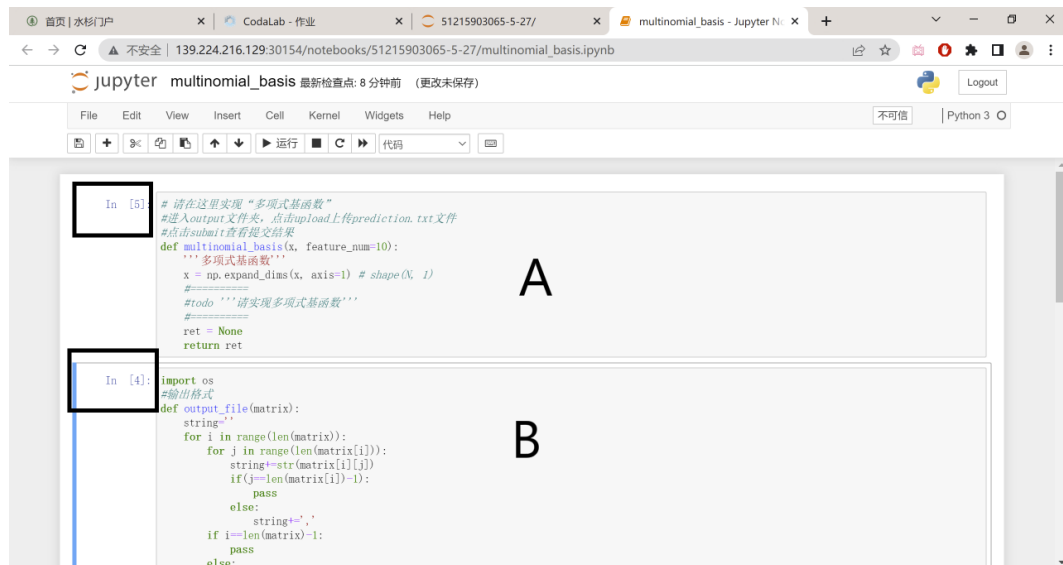 首页 | 水杉门户
CodaLab - 作业
51215903065-5-27/
multinomial_basis - Jupyter No
不安全 | 139.224.216.129:30154/notebooks/51215903065-5-27/multinomial_basis.ipynb
jupyter multinomial_basis 最新检查点: 8 分钟前 (更改未保存)
Logout
File Edit View Insert Cell Kernel Widgets Help
不可信 Python 3
运行 代码
In [5]:
# 请在这里实现“多项式基函数”
#进入output文件夹，点击upload上传prediction.txt文件
#点击submit查看提交结果
def multinomial_basis(x, feature_num=10):
'''多项式基函数'''
x = np.expand_dims(x, axis=1) # shape(N, 1)
#==========
#todo '''请实现多项式基函数'''
#==========
ret = None
return ret
A
In [4]:
import os
#输出格式
def output_file(matrix):
string=''
for i in range(len(matrix)):
for j in range(len(matrix[i])):
string+=str(matrix[i][j])
if(j==len(matrix[i])-1):
pass
else:
string+=','
if i==len(matrix)-1:
pass
else:
B